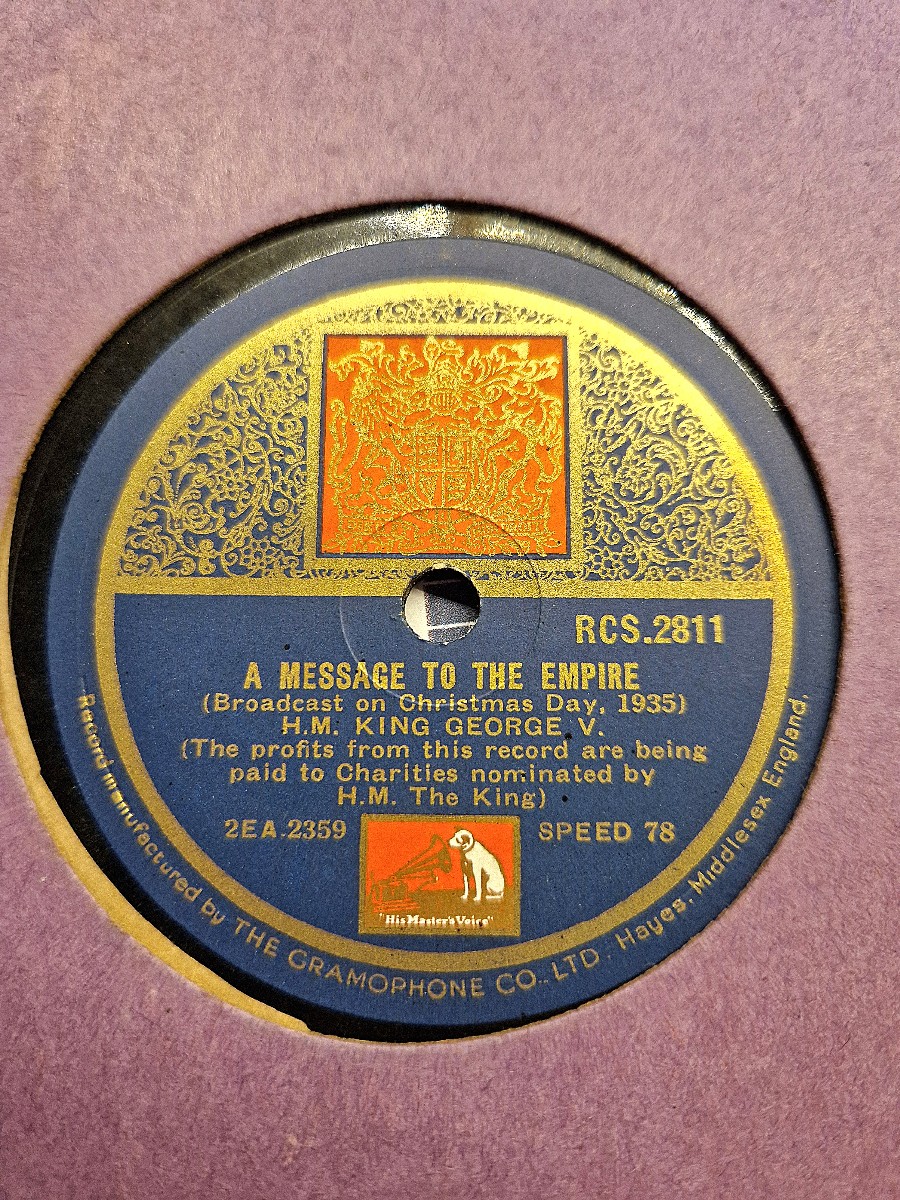 RCS.2811
A MESSAGE TO THE EMPIRE
(Broadcast on Christmas Day, 1935)
H.M. KING GEORGE V.
(The profits from this record are being
paid to Charities nominated by
H.M. The King)
2EA.2359 SPEED 78
"His Master's Voice"
Record manufactured by THE GRAMOPHONE CO., LTD. Hayes, Middlesex England,